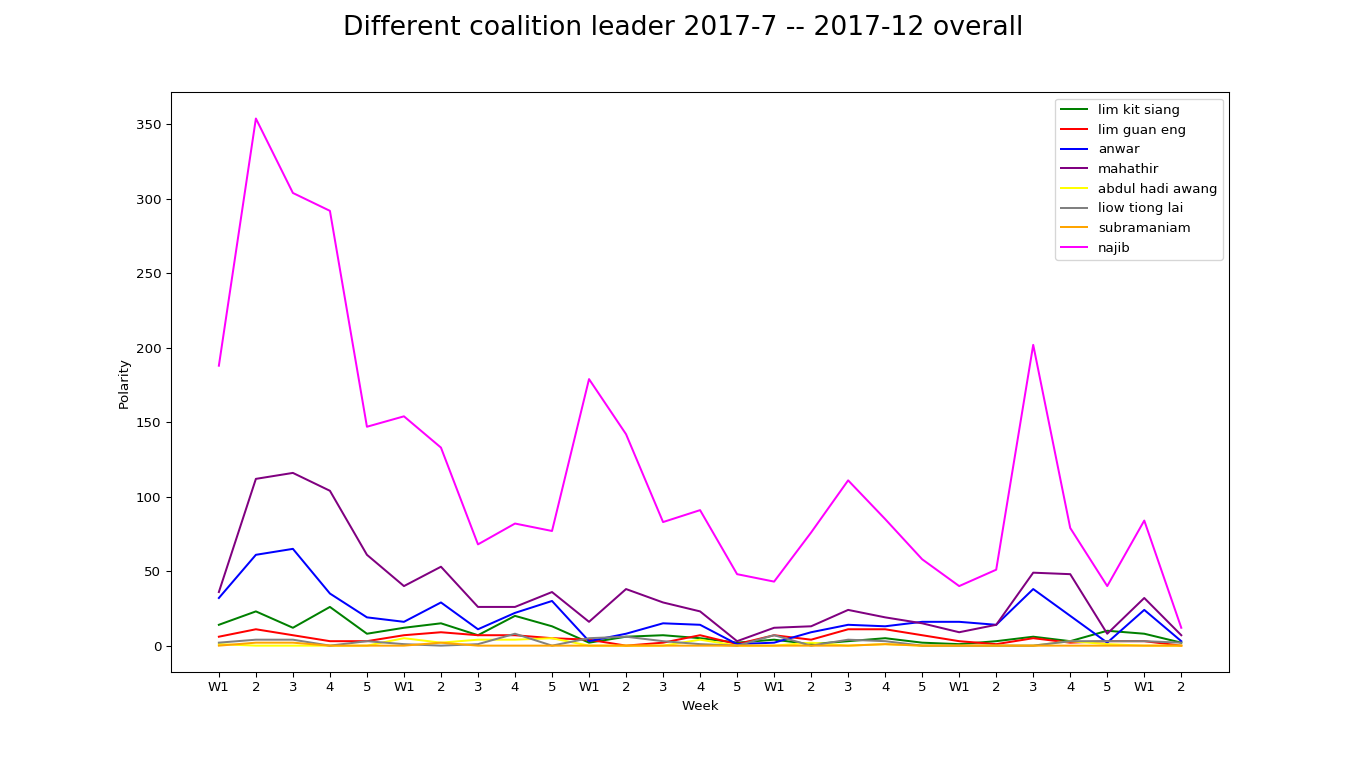 Different coalition leader 2017-7 -- 2017-12 overall
lim kit siang
lim guan eng
anwar
mahathir
abdul hadi awang
liow tiong lai
subramaniam
najib
350
300
250
200
150
100
50
0
Polarity
W1 2 3 4 5 W1 2 3 4 5 W1 2 3 4 5 W1 2 3 4 5 W1 2 3 4 5 W1 2
Week